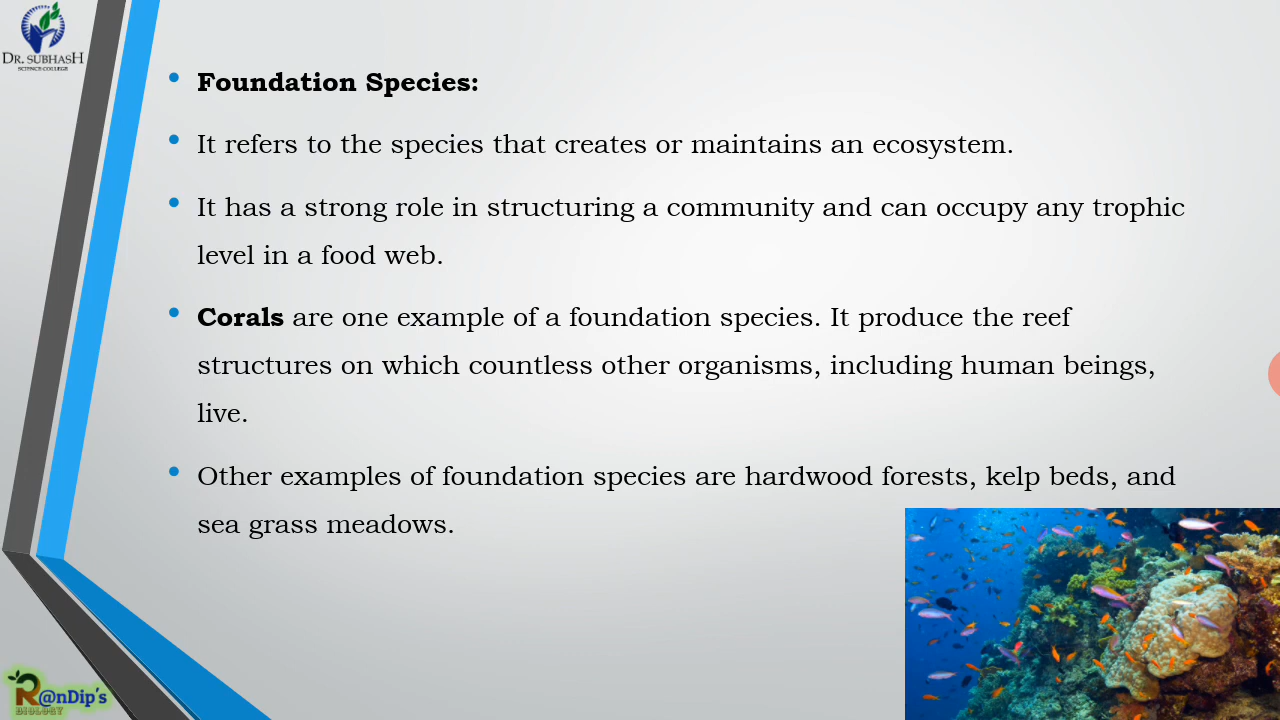 DR. SUBHASH
SCIENCE COLLEGE
• Foundation Species:
• It refers to the species that creates or maintains an ecosystem.
• It has a strong role in structuring a community and can occupy any trophic
level in a food web.
• Corals are one example of a foundation species. It produce the reef
structures on which countless other organisms, including human beings,
live.
• Other examples of foundation species are hardwood forests, kelp beds, and
sea grass meadows.
R@nDip's
BIOLOGY